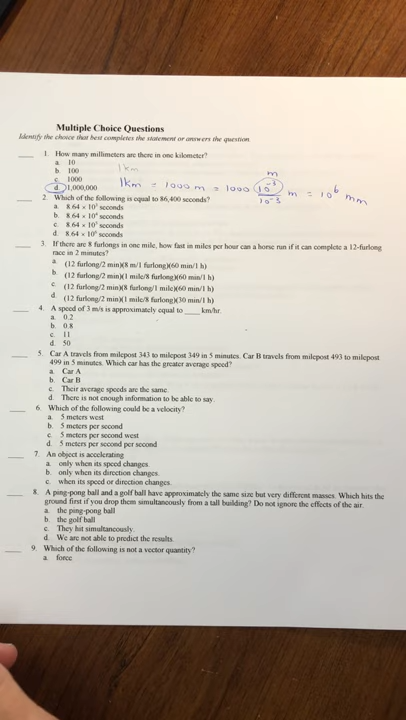 Multiple Choice Questions
Identify the choice that best completes the statement or answers the question.
1. How many millimeters are there in one kilometer?
a. 10
b. 100
1km
c. 1000
d. 1,000,000
1km = 1000 m = 1000 10⁻³/10⁻³ m = 10⁶ mm
m
2. Which of the following is equal to 86,400 seconds?
a. 8.64 ×
seconds
b. 8.64 ×
seconds
c. 8.64 ×
seconds
d. 8.64 ×
seconds
3. If there are 8 furlongs in one mile, how fast in miles per hour can a horse run if it can complete a 12-furlong
race in 2 minutes?
a. (12 furlong/2 min)(8 m/1 furlong)(60 min/1 h)
b. (12 furlong/2 min)(1 mile/8 furlong)(60 min/1 h)
c. (12 furlong/2 min)(8 furlong/1 mile)(60 min/1 h)
d. (12 furlong/2 min)(1 mile/8 furlong)(30 min/1 h)
4. A speed of 3 m/s is approximately equal to ____ km/hr.
a. 0.2
b. 0.8
c. 11
d. 50
5. Car A travels from milepost 343 to milepost 349 in 5 minutes. Car B travels from milepost 493 to milepost
499 in 5 minutes. Which car has the greater average speed?
a. Car A
b. Car B
c. Their average speeds are the same.
d. There is not enough information to be able to say.
6. Which of the following could be a velocity?
a. 5 meters west
b. 5 meters per second
c. 5 meters per second west
d. 5 meters per second per second
7. An object is accelerating
a. only when its speed changes.
b. only when its direction changes.
c. when its speed or direction changes.
8. A ping-pong ball and a golf ball have approximately the same size but very different masses. Which hits the
ground first if you drop them simultaneously from a tall building? Do not ignore the effects of the air.
a. the ping-pong ball
b. the golf ball
c. They hit simultaneously.
d. We are not able to predict the results.
9. Which of the following is not a vector quantity?
a. force